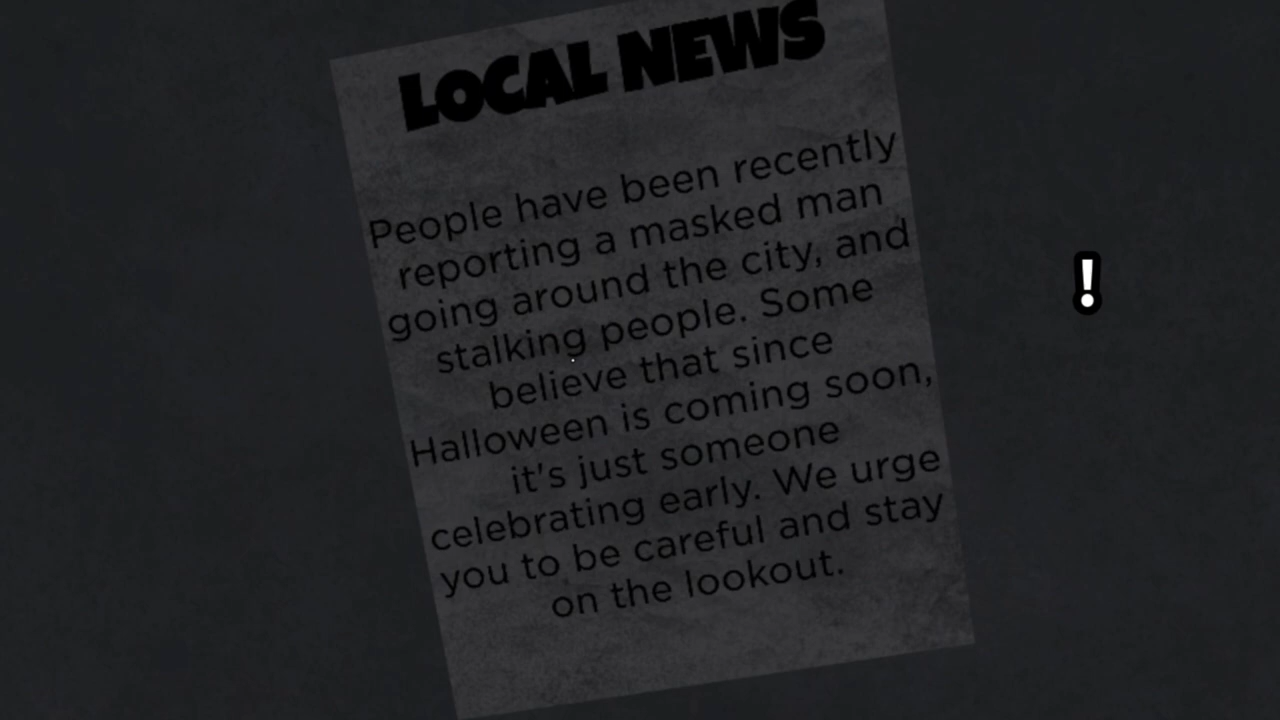 LOCAL NEWS
People have been recently
reporting a masked man
going around the city, and
stalking people. Some
believe that since
Halloween is coming soon,
it's just someone
celebrating early. We urge
you to be careful and stay
on the lookout.
!